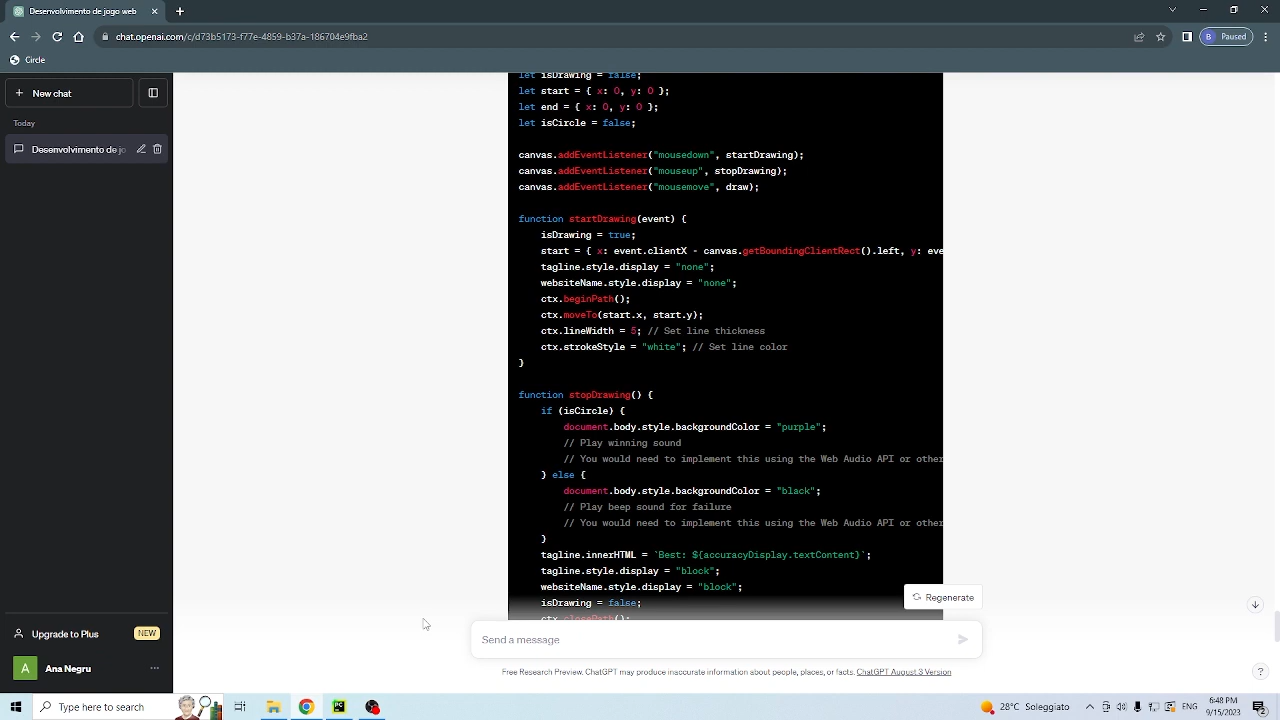 Desenvolvimento de jogo web
chat.openai.com/c/d73b5173-f77e-4859-b37a-186704e9fba2
B
Paused
Circle
New chat
Today
Desenvolvimento de jo
Upgrade to Plus
NEW
A
Ana Negru
let isDrawing = false;
let start = { x: 0, y: 0 };
let end = { x: 0, y: 0 };
let isCircle = false;
canvas.addEventListener("mousedown", startDrawing);
canvas.addEventListener("mouseup", stopDrawing);
canvas.addEventListener("mousemove", draw);
function startDrawing(event) {
isDrawing = true;
start = { x: event.clientX - canvas.getBoundingClientRect().left, y: eve
tagline.style.display = "none";
websiteName.style.display = "none";
ctx.beginPath();
ctx.moveTo(start.x, start.y);
ctx.lineWidth = 5; // Set line thickness
ctx.strokeStyle = "white"; // Set line color
}
function stopDrawing() {
if (isCircle) {
document.body.style.backgroundColor = "purple";
// Play winning sound
// You would need to implement this using the Web Audio API or other
} else {
document.body.style.backgroundColor = "black";
// Play beep sound for failure
// You would need to implement this using the Web Audio API or other
}
tagline.innerHTML = `Best: ${accuracyDisplay.textContent}`;
tagline.style.display = "block";
websiteName.style.display = "block";
isDrawing = false;
ctx.closePath();
Regenerate
Send a message
Free Research Preview. ChatGPT may produce inaccurate information about people, places, or facts. ChatGPT August 3 Version
?
Type here to search
28°C Soleggiato
ENG
6:48 PM
9/15/2023